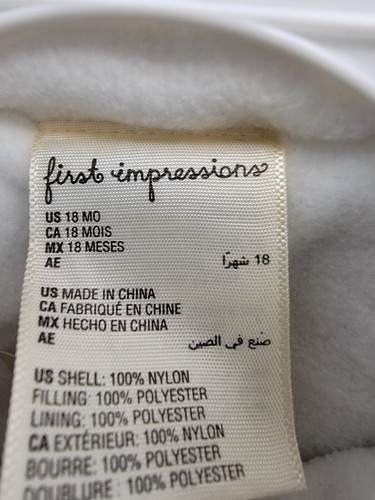 first impressions
US 18 MO
CA 18 MOIS
MX 18 MESES
AE 18 شهرًا
US MADE IN CHINA
CA FABRIQUÉ EN CHINE
MX HECHO EN CHINA
AE صنع في الصين
US SHELL: 100% NYLON
FILLING: 100% POLYESTER
LINING: 100% POLYESTER
CA EXTÉRIEUR: 100% NYLON
BOURRE: 100% POLYESTER
DOUBLURE : 100% POLYESTER